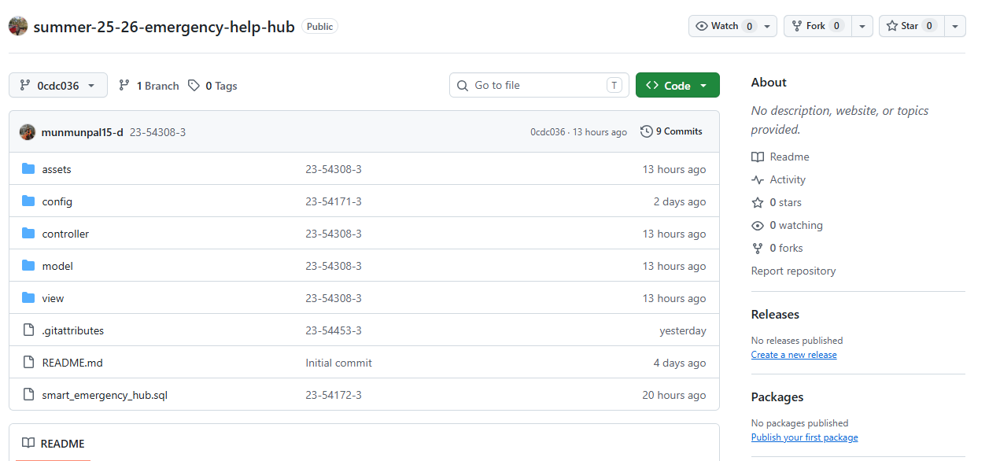 summer-25-26-emergency-help-hub Public Watch 0 Fork 0 Star 0
0cdc036 1 Branch 0 Tags Go to file T Code
munmunpal15-d 23-54308-3 0cdc036 · 13 hours ago 9 Commits
assets 23-54308-3 13 hours ago
config 23-54171-3 2 days ago
controller 23-54308-3 13 hours ago
model 23-54308-3 13 hours ago
view 23-54308-3 13 hours ago
.gitattributes 23-54453-3 yesterday
README.md Initial commit 4 days ago
smart_emergency_hub.sql 23-54172-3 20 hours ago
README
About
No description, website, or topics
provided.
Readme
Activity
0 stars
0 watching
0 forks
Report repository
Releases
No releases published
Create a new release
Packages
No packages published
Publish your first package